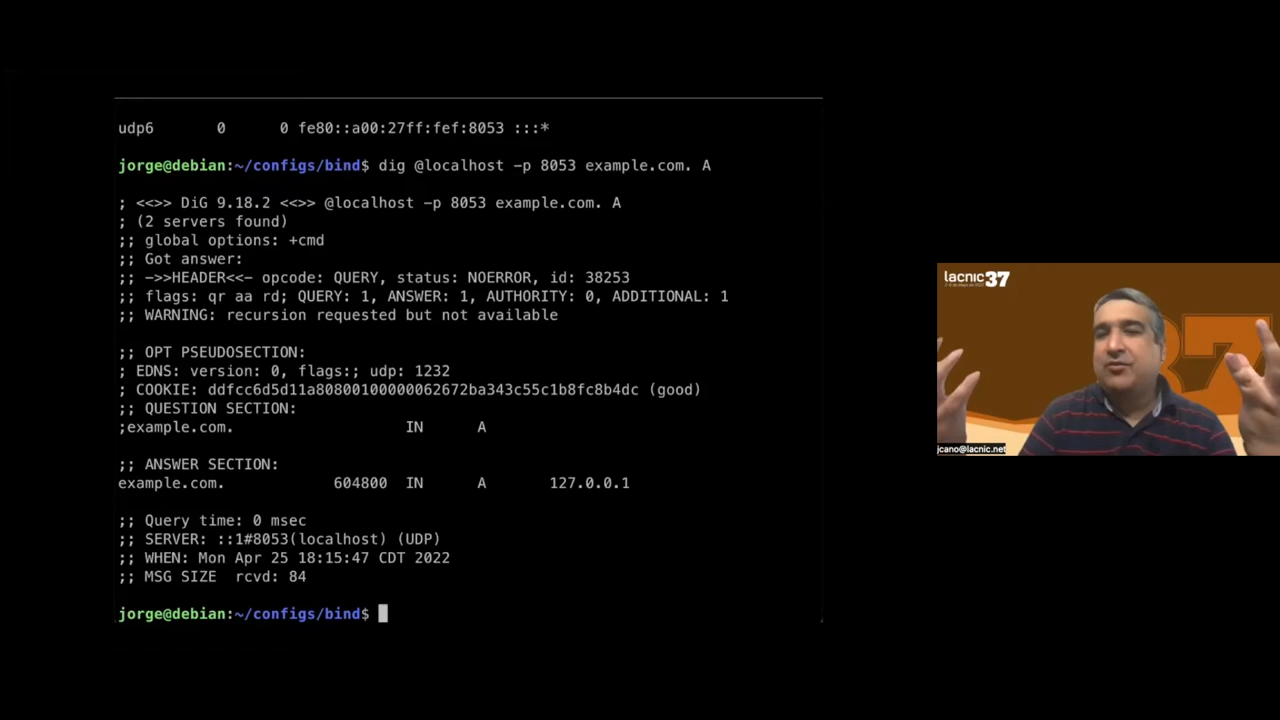 udp6 0 0 fe80::a00:27ff:fef:8053 :::*
jorge@debian:~/configs/bind$ dig @localhost -p 8053 example.com. A
; <<>> DiG 9.18.2 <<>> @localhost -p 8053 example.com. A
; (2 servers found)
;; global options: +cmd
;; Got answer:
;; ->>HEADER<<- opcode: QUERY, status: NOERROR, id: 38253
;; flags: qr aa rd; QUERY: 1, ANSWER: 1, AUTHORITY: 0, ADDITIONAL: 1
;; WARNING: recursion requested but not available
;; OPT PSEUDOSECTION:
; EDNS: version: 0, flags:; udp: 1232
; COOKIE: ddfcc6d5d11a80800100000062672ba343c55c1b8fc8b4dc (good)
;; QUESTION SECTION:
;example.com. IN A
;; ANSWER SECTION:
example.com. 604800 IN A 127.0.0.1
;; Query time: 0 msec
;; SERVER: ::1#8053(localhost) (UDP)
;; WHEN: Mon Apr 25 18:15:47 CDT 2022
;; MSG SIZE rcvd: 84
jorge@debian:~/configs/bind$
lacnic 37
37
jcano@lacnic.net